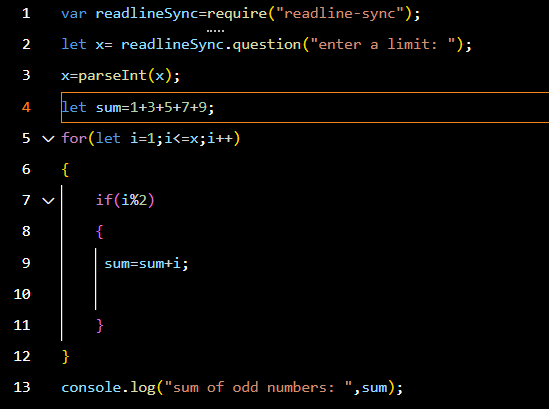 1 var readlineSync=require("readline-sync");
2 let x= readlineSync.question("enter a limit: ");
3 x=parseInt(x);
4 let sum=1+3+5+7+9;
5 for(let i=1;i<=x;i++)
6 {
7 if(i%2)
8 {
9 sum=sum+i;
10
11 }
12 }
13 console.log("sum of odd numbers: ",sum);